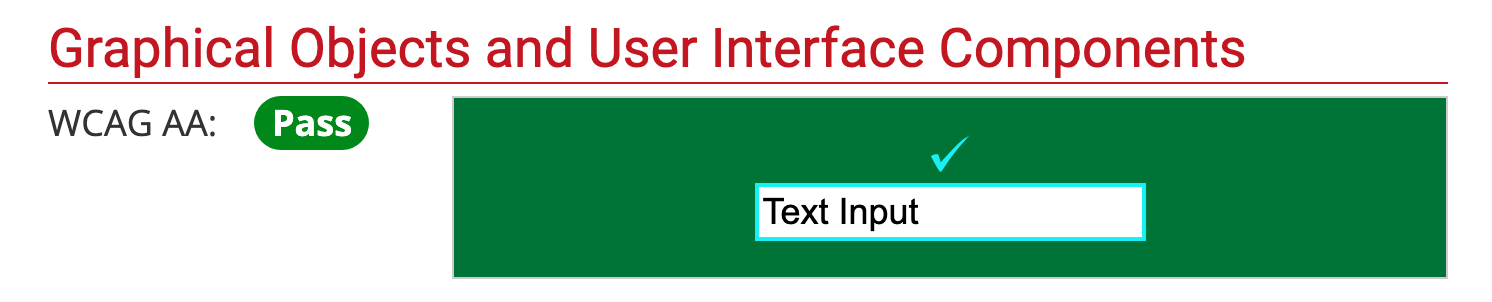 Graphical Objects and User Interface Components
WCAG AA: Pass
Text Input